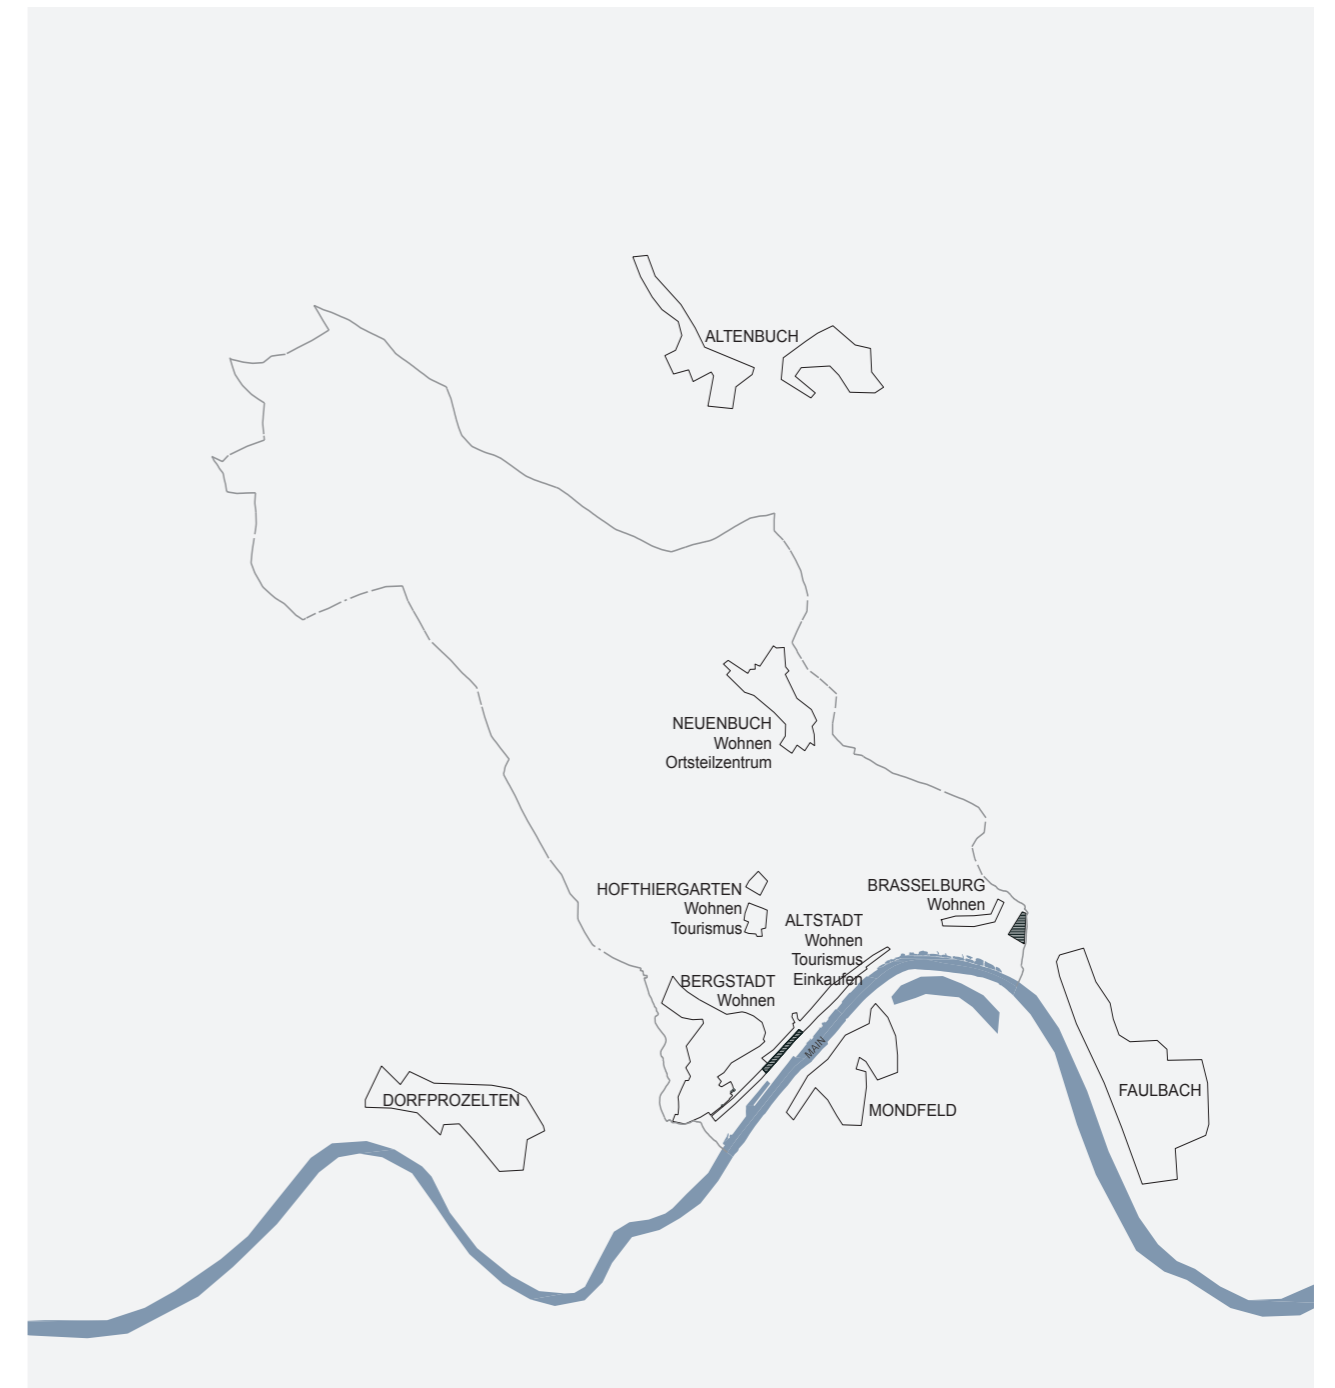 ALTENBUCH
NEUENBUCH
Wohnen
Ortsteilzentrum
HOFTHIERGARTEN
Wohnen
Tourismus
BRASSELBURG
Wohnen
ALTSTADT
Wohnen
Tourismus
Einkaufen
BERGSTADT
Wohnen
MAIN
DORFPROZELTEN
MONDFELD
FAULBACH